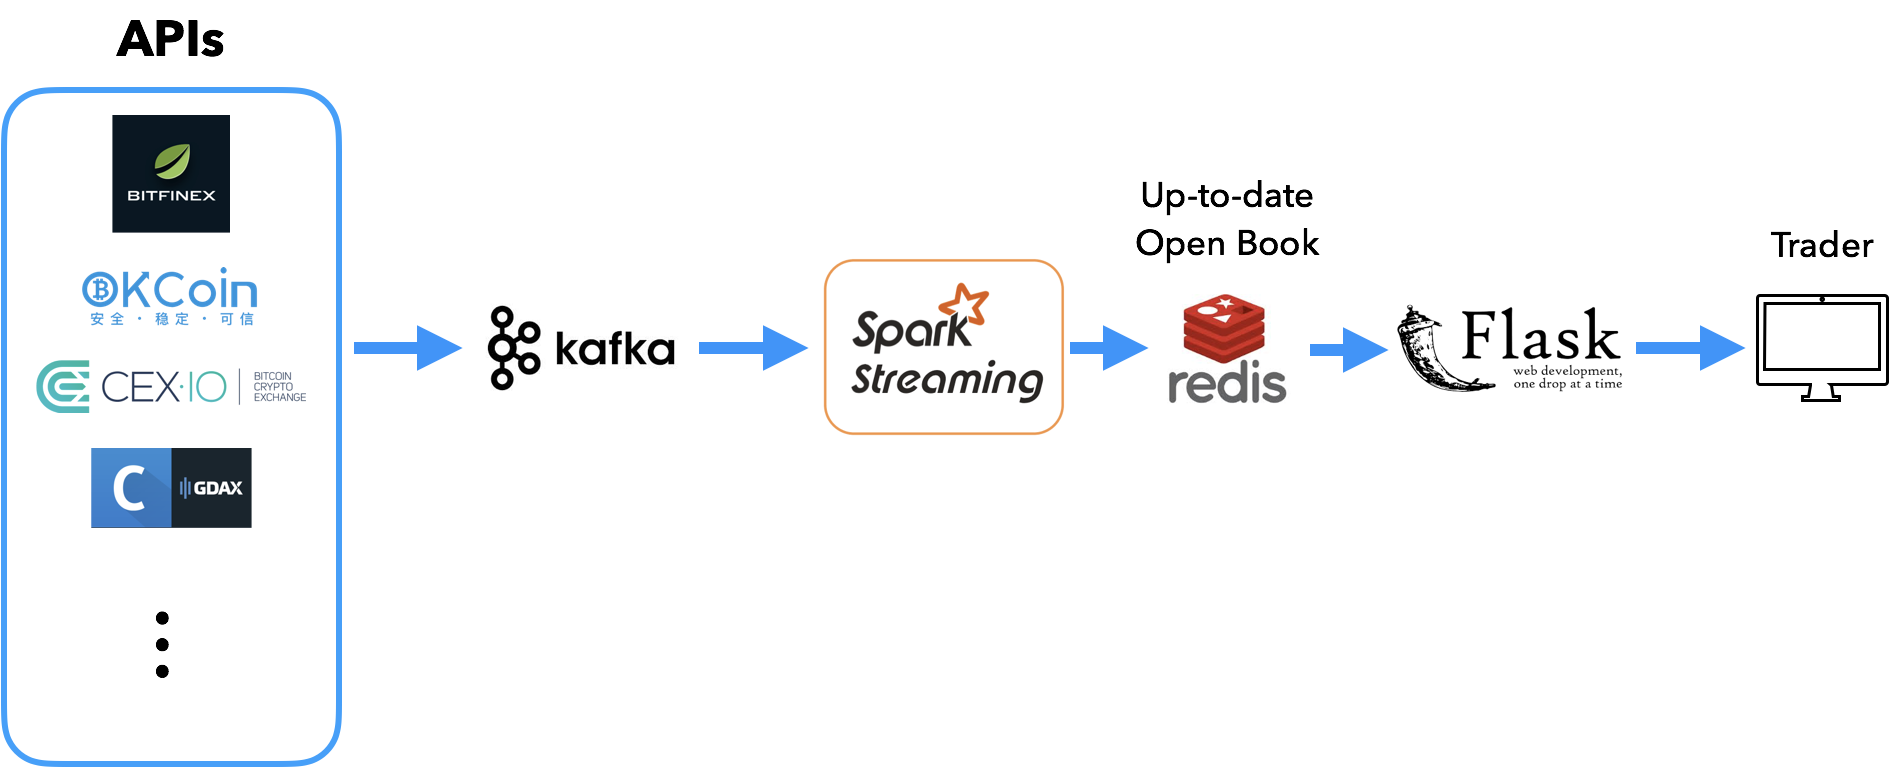 APIs
BITFINEX
OKCoin
安全·稳定·可信
CEX·IO
BITCOIN
CRYPTO
EXCHANGE
C
GDAX
kafka
Spark
Streaming
Up-to-date
Open Book
redis
Flask
web development,
one drop at a time
Trader